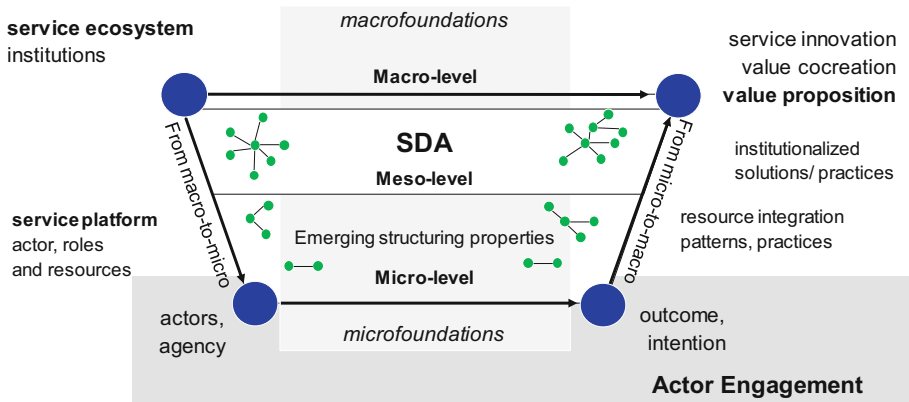 macrofoundations
service ecosystem
institutions
service innovation
value cocreation
value proposition
Macro-level
SDA
Meso-level
From macro-to-micro
From micro-to-macro
institutionalized
solutions/ practices
service platform
actor, roles
and resources
resource integration
patterns, practices
Emerging structuring properties
Micro-level
actors,
agency
microfoundations
outcome,
intention
Actor Engagement